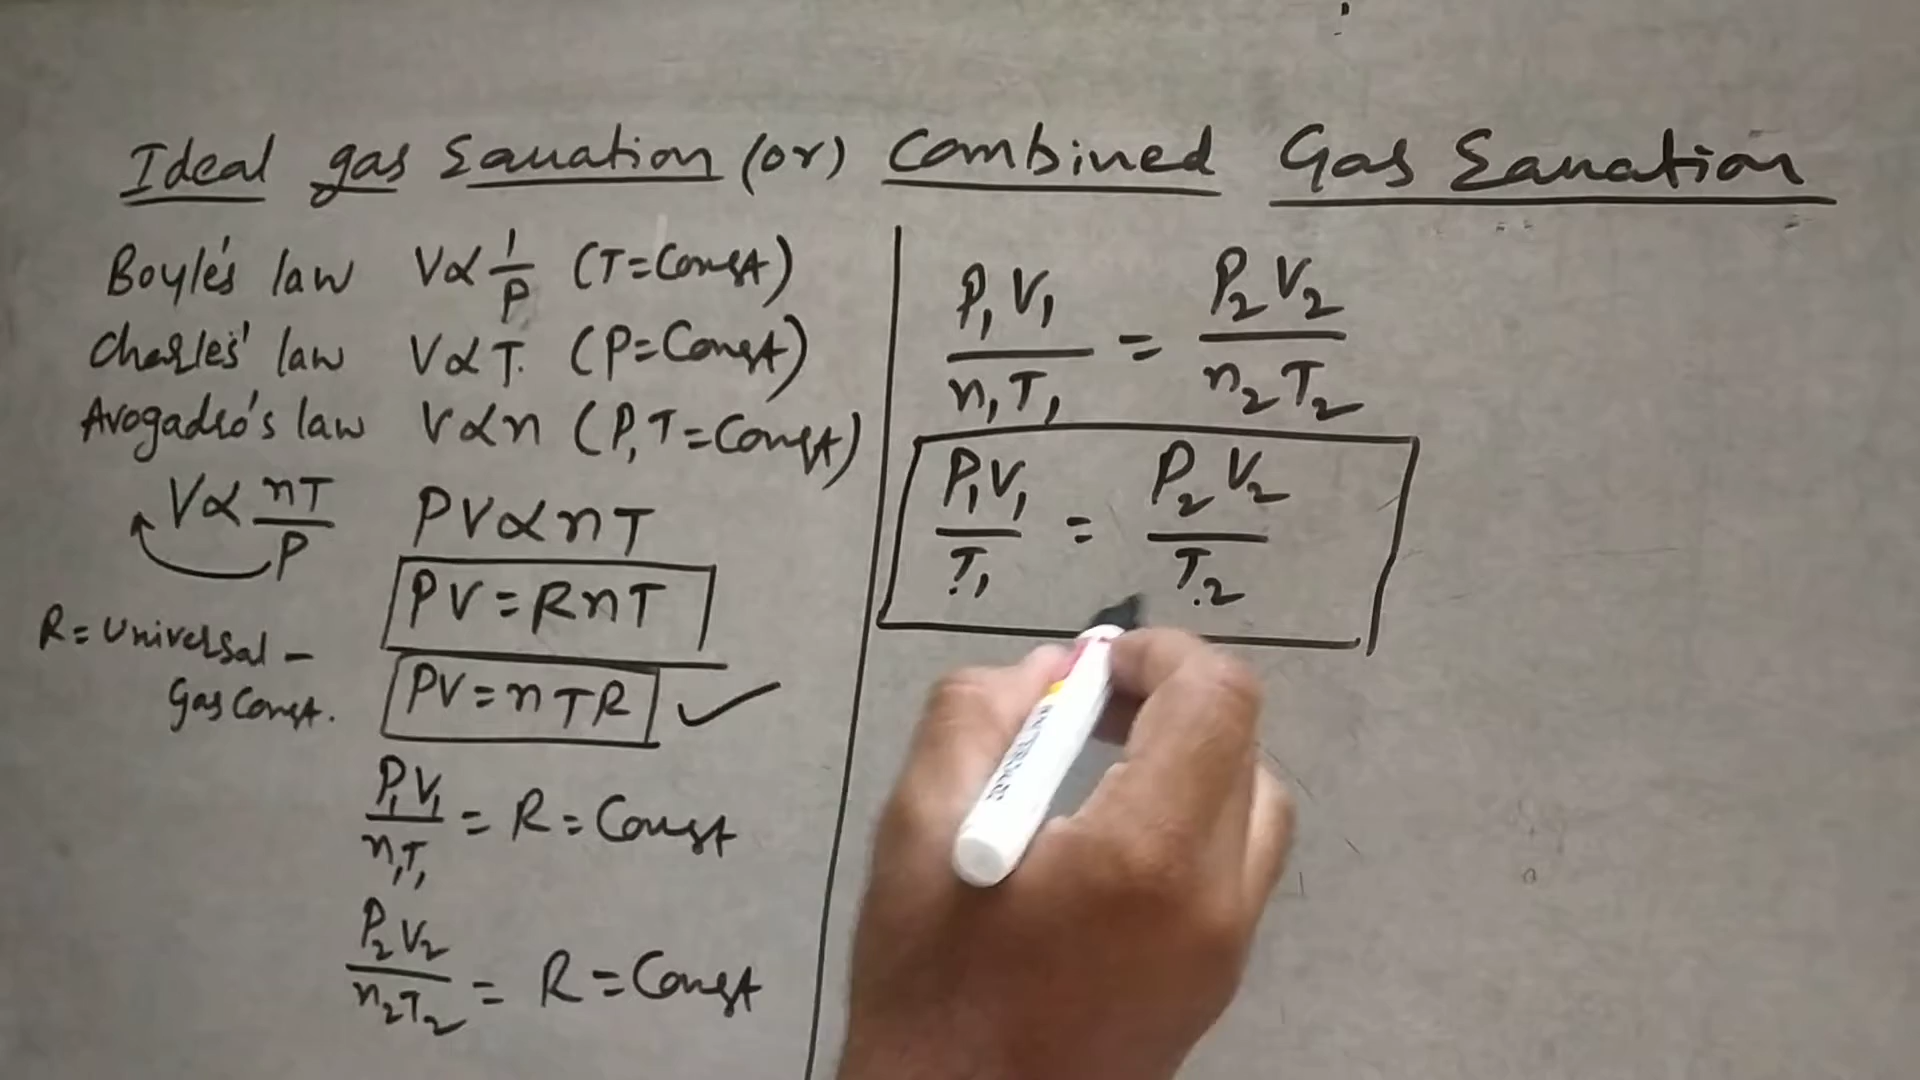 Ideal gas Equation (or) Combined Gas Equation
Boyle's law V∝ 1/P (T=Const)
Charles' law V∝T. (P=Const)
Avogadro's law V∝n (P,T=Const)
V∝ nT/P PV∝nT
PV=RnT
R=Universal-
Gas Const.
PV=nTR ✓
P₁V₁/n₁T₁ = R = Const
P₂V₂/n₂T₂ = R = Const
P₁V₁/n₁T₁ = P₂V₂/n₂T₂
P₁V₁/T₁ = P₂V₂/T₂